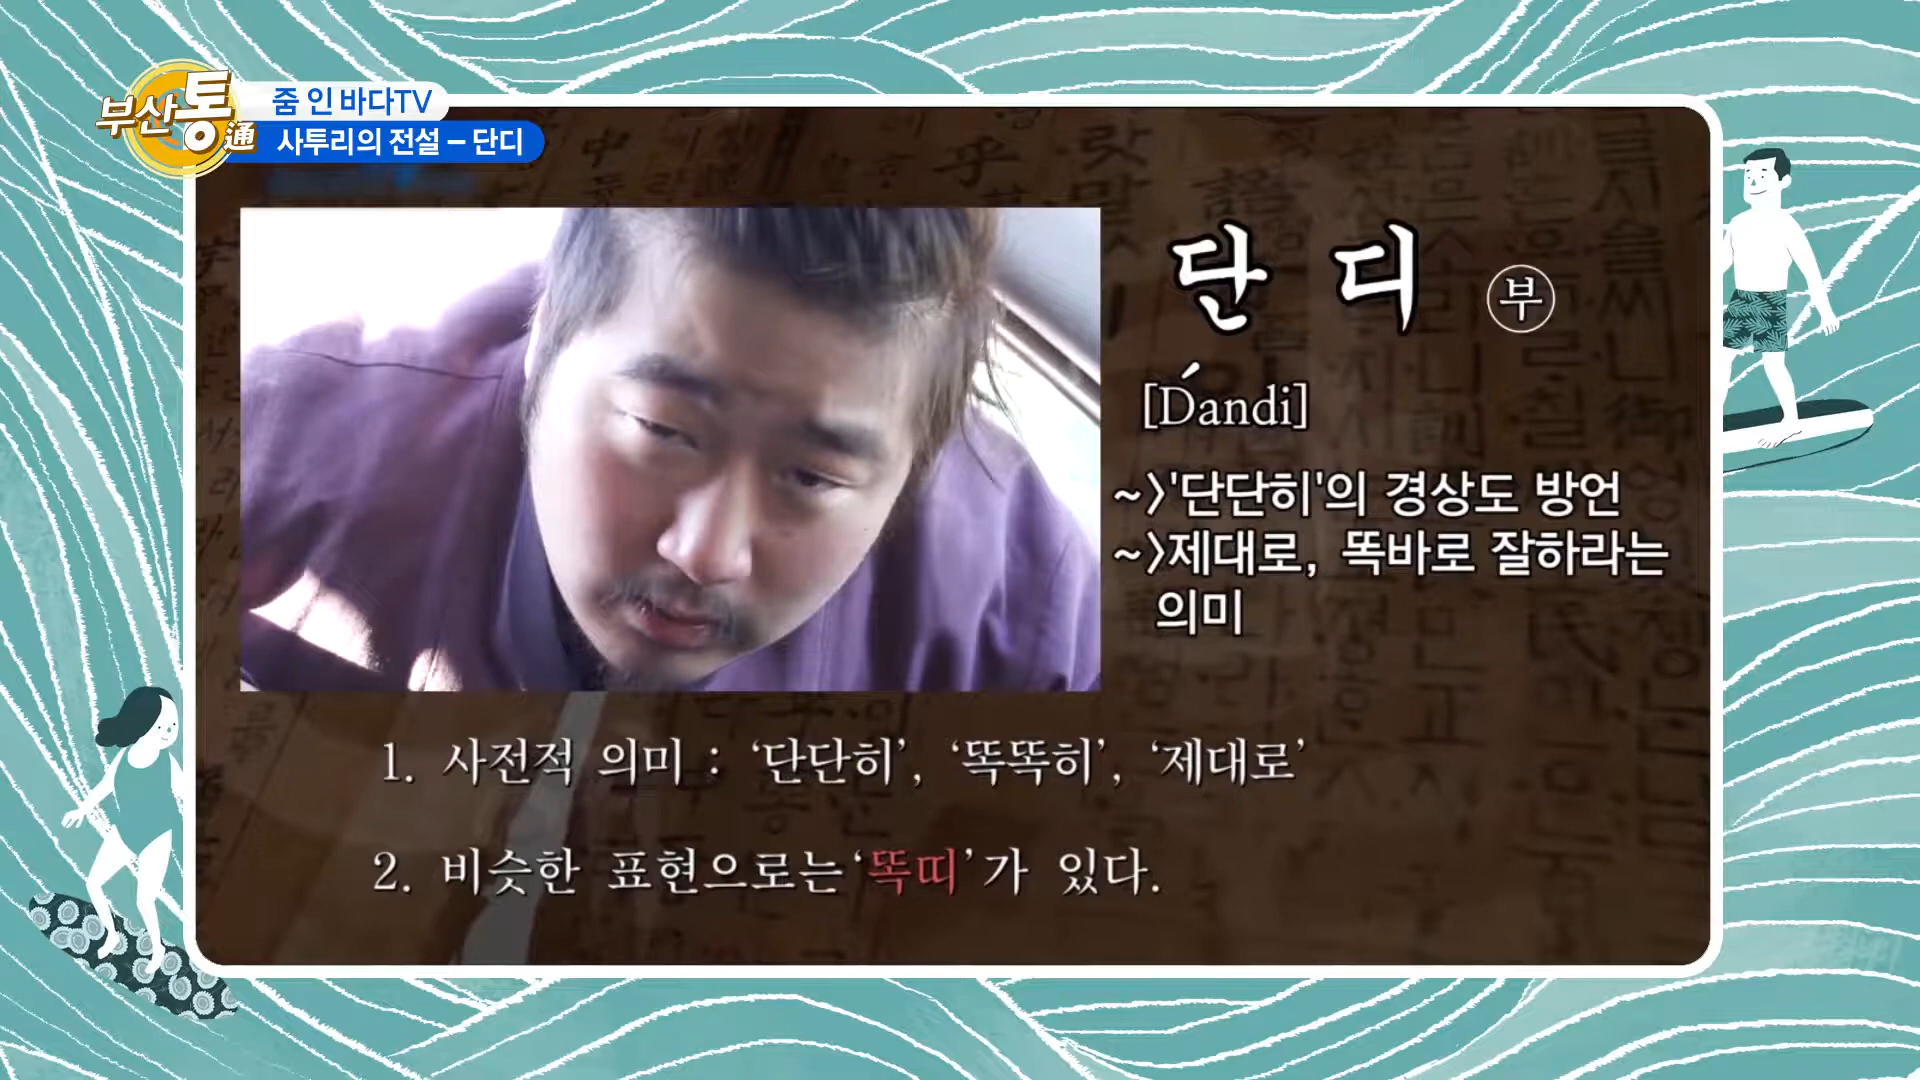 부산통通
줌 인 바다TV
사투리의 전설 – 단디
단 디 부
[D́andi]
~>'단단히'의 경상도 방언
~>제대로, 똑바로 잘하라는
의미
1. 사전적 의미 : ‘단단히’, ‘똑똑히’, ‘제대로’
2. 비슷한 표현으로는 ‘똑띠’가 있다.